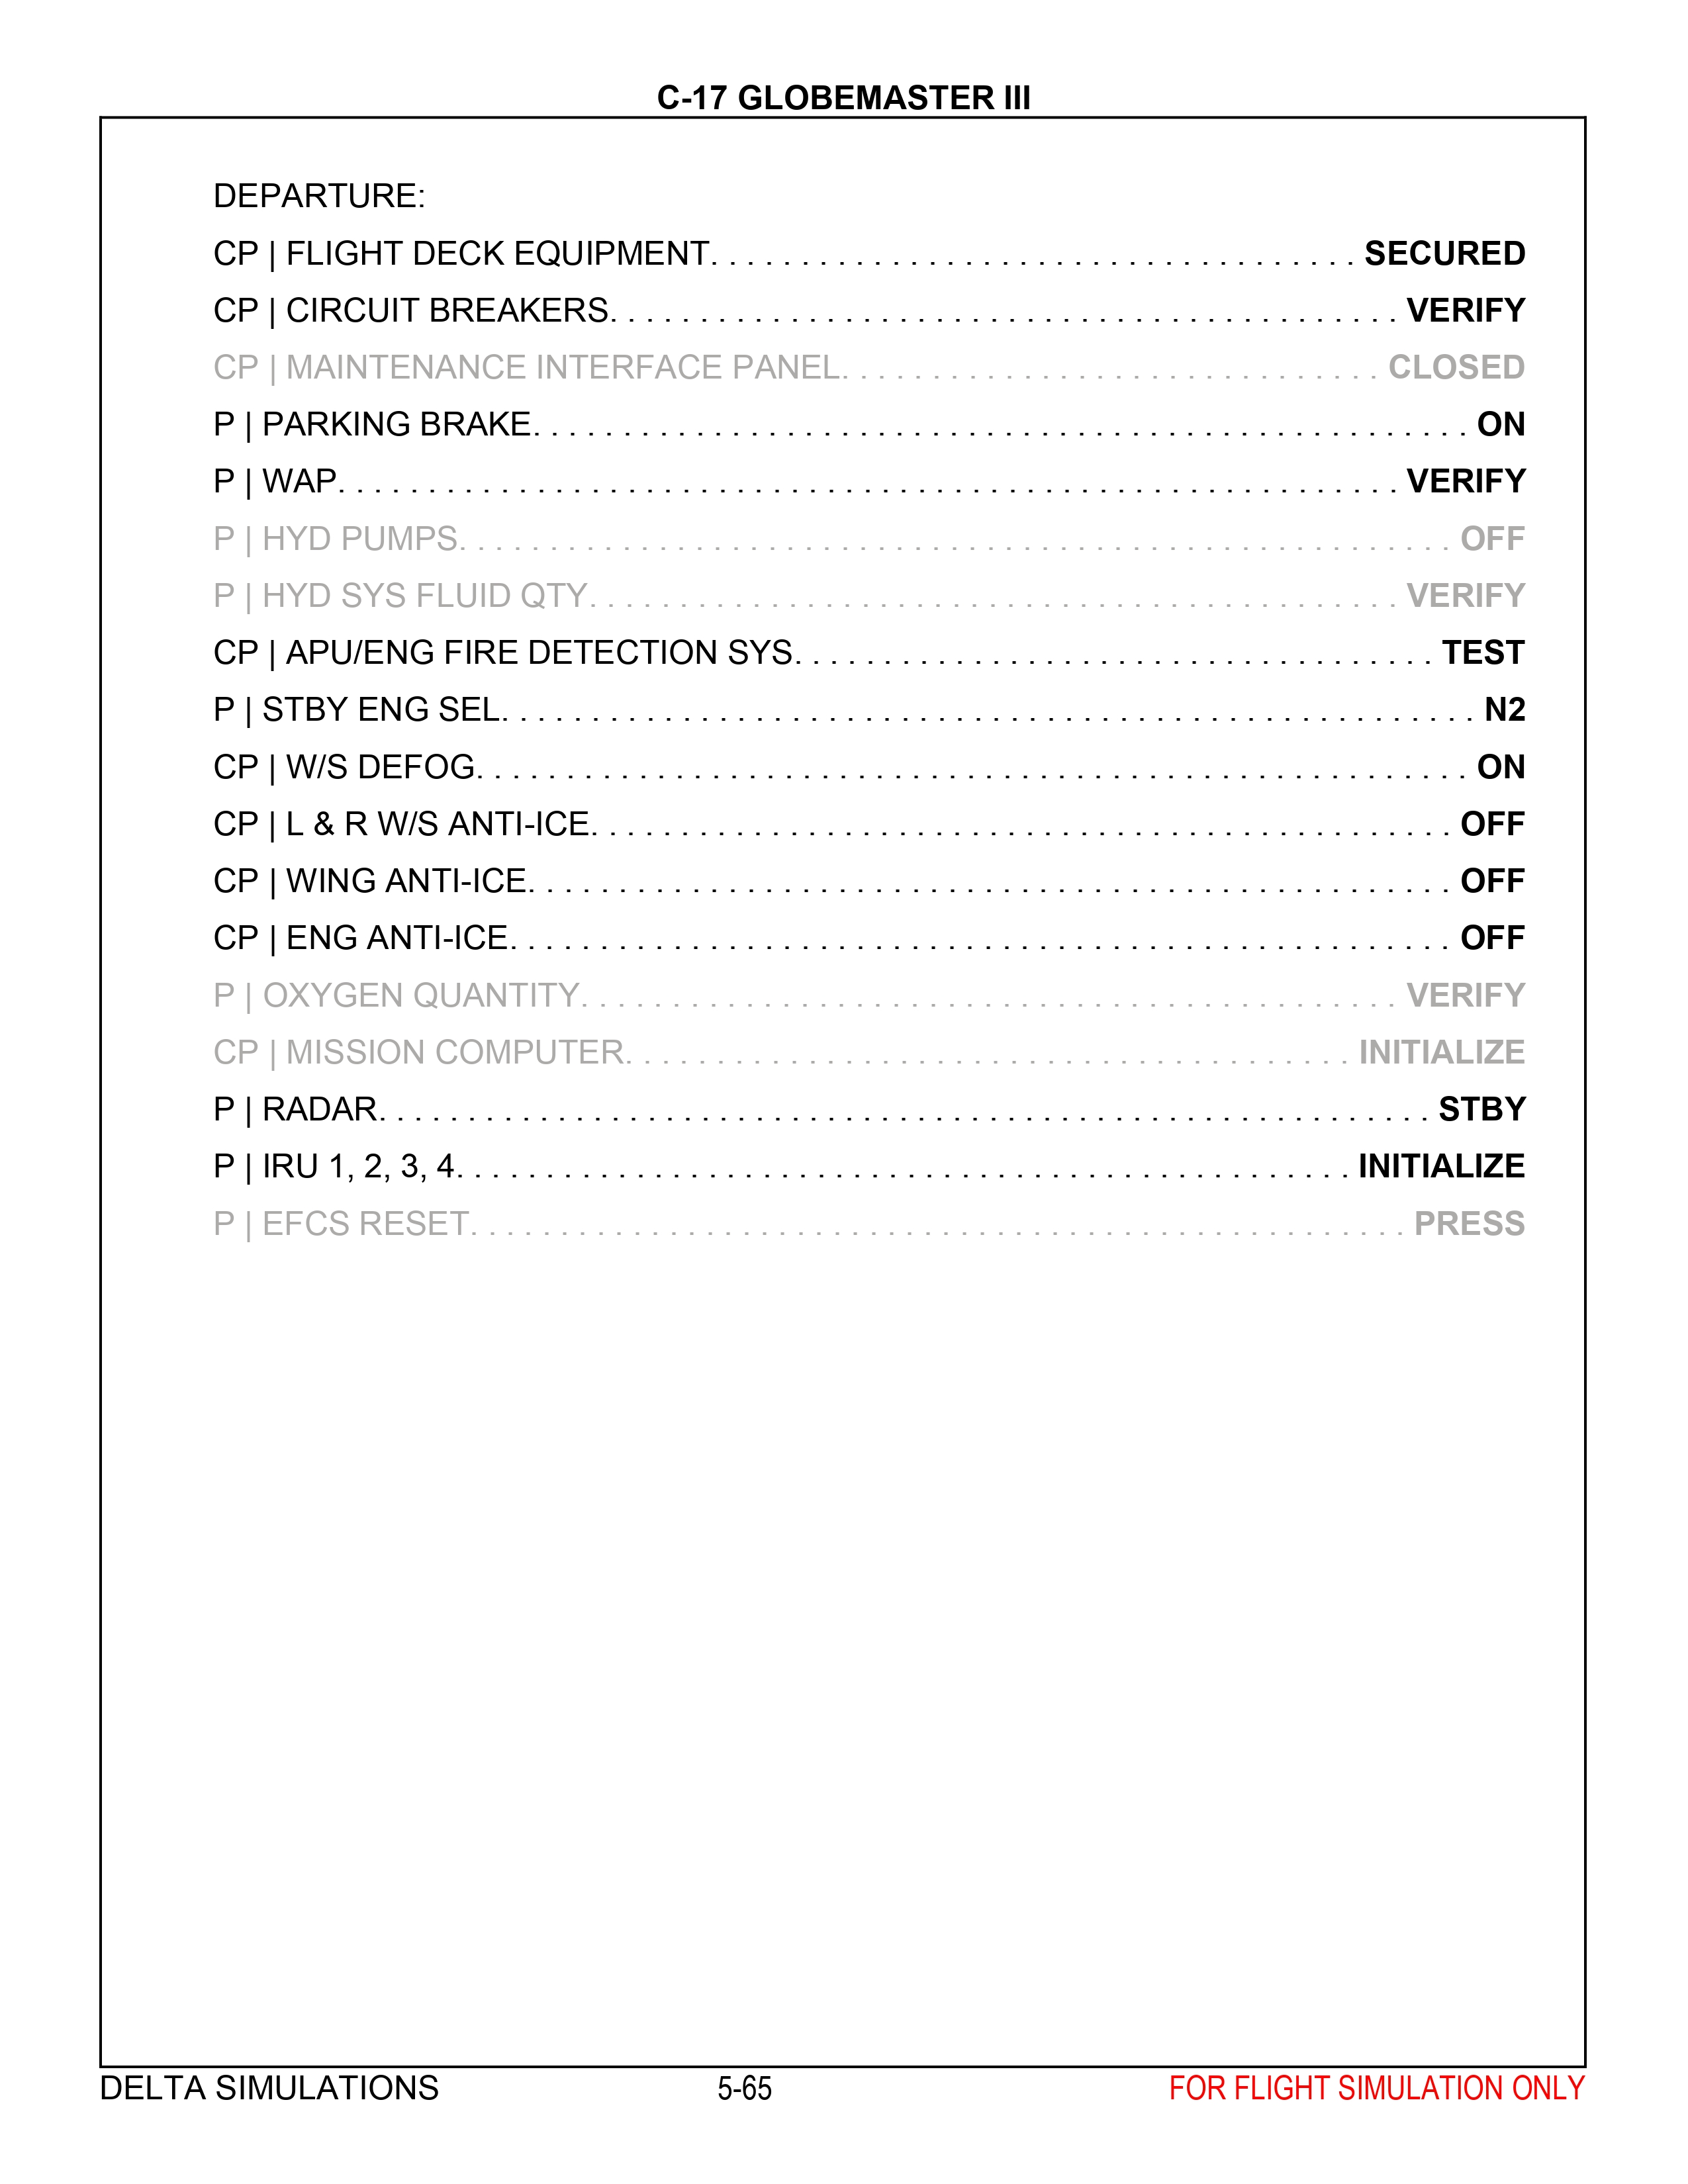 C-17 GLOBEMASTER III
DEPARTURE:
CP | FLIGHT DECK EQUIPMENT. . . . . . . . . . . . . . . . . . . . . . . . . . . . . . . . . . . . SECURED
CP | CIRCUIT BREAKERS. . . . . . . . . . . . . . . . . . . . . . . . . . . . . . . . . . . . . . . . . . . . VERIFY
CP | MAINTENANCE INTERFACE PANEL. . . . . . . . . . . . . . . . . . . . . . . . . . . . . . CLOSED
P | PARKING BRAKE. . . . . . . . . . . . . . . . . . . . . . . . . . . . . . . . . . . . . . . . . . . . . . . . . . . . ON
P | WAP. . . . . . . . . . . . . . . . . . . . . . . . . . . . . . . . . . . . . . . . . . . . . . . . . . . . . . . . . . . VERIFY
P | HYD PUMPS. . . . . . . . . . . . . . . . . . . . . . . . . . . . . . . . . . . . . . . . . . . . . . . . . . . . . . . OFF
P | HYD SYS FLUID QTY. . . . . . . . . . . . . . . . . . . . . . . . . . . . . . . . . . . . . . . . . . . . . VERIFY
CP | APU/ENG FIRE DETECTION SYS. . . . . . . . . . . . . . . . . . . . . . . . . . . . . . . . . . . . TEST
P | STBY ENG SEL. . . . . . . . . . . . . . . . . . . . . . . . . . . . . . . . . . . . . . . . . . . . . . . . . . . . . . N2
CP | W/S DEFOG. . . . . . . . . . . . . . . . . . . . . . . . . . . . . . . . . . . . . . . . . . . . . . . . . . . . . . . ON
CP | L & R W/S ANTI-ICE. . . . . . . . . . . . . . . . . . . . . . . . . . . . . . . . . . . . . . . . . . . . . . . . OFF
CP | WING ANTI-ICE. . . . . . . . . . . . . . . . . . . . . . . . . . . . . . . . . . . . . . . . . . . . . . . . . . . OFF
CP | ENG ANTI-ICE. . . . . . . . . . . . . . . . . . . . . . . . . . . . . . . . . . . . . . . . . . . . . . . . . . . . OFF
P | OXYGEN QUANTITY. . . . . . . . . . . . . . . . . . . . . . . . . . . . . . . . . . . . . . . . . . . . . VERIFY
CP | MISSION COMPUTER. . . . . . . . . . . . . . . . . . . . . . . . . . . . . . . . . . . . . . . . INITIALIZE
P | RADAR. . . . . . . . . . . . . . . . . . . . . . . . . . . . . . . . . . . . . . . . . . . . . . . . . . . . . . . . . . STBY
P | IRU 1, 2, 3, 4. . . . . . . . . . . . . . . . . . . . . . . . . . . . . . . . . . . . . . . . . . . . . . . . . . INITIALIZE
P | EFCS RESET. . . . . . . . . . . . . . . . . . . . . . . . . . . . . . . . . . . . . . . . . . . . . . . . . . . . PRESS
DELTA SIMULATIONS 5-65 FOR FLIGHT SIMULATION ONLY